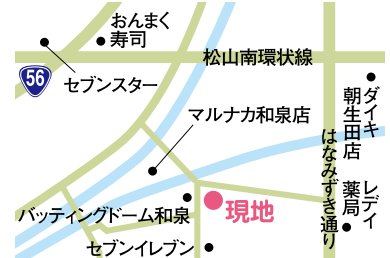 おんまく
寿司
松山南環状線
56
セブンスター
ダイキ
朝生田店
マルナカ和泉店
はなみずき通り
レデイ
薬局
現地
バッティングドーム和泉
セブンイレブン